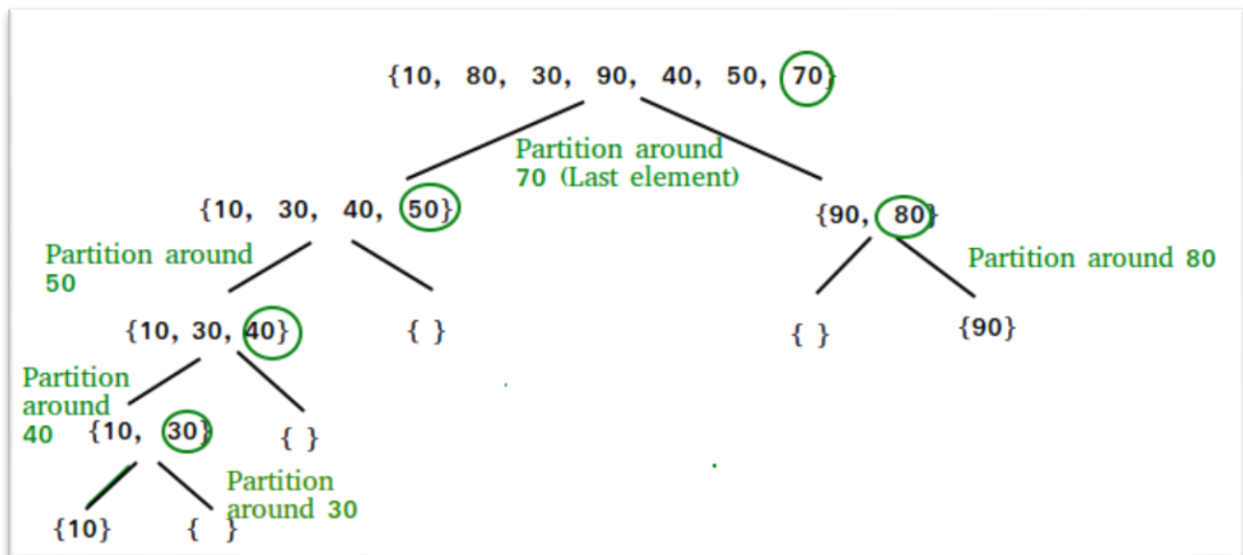 {10, 80, 30, 90, 40, 50, 70}
Partition around
70 (Last element)
{10, 30, 40, 50}
{90, 80}
Partition around
50
Partition around 80
{10, 30, 40}
{ }
{ }
{90}
Partition
around
40
{10, 30}
{ }
Partition
around 30
{10}
{ }